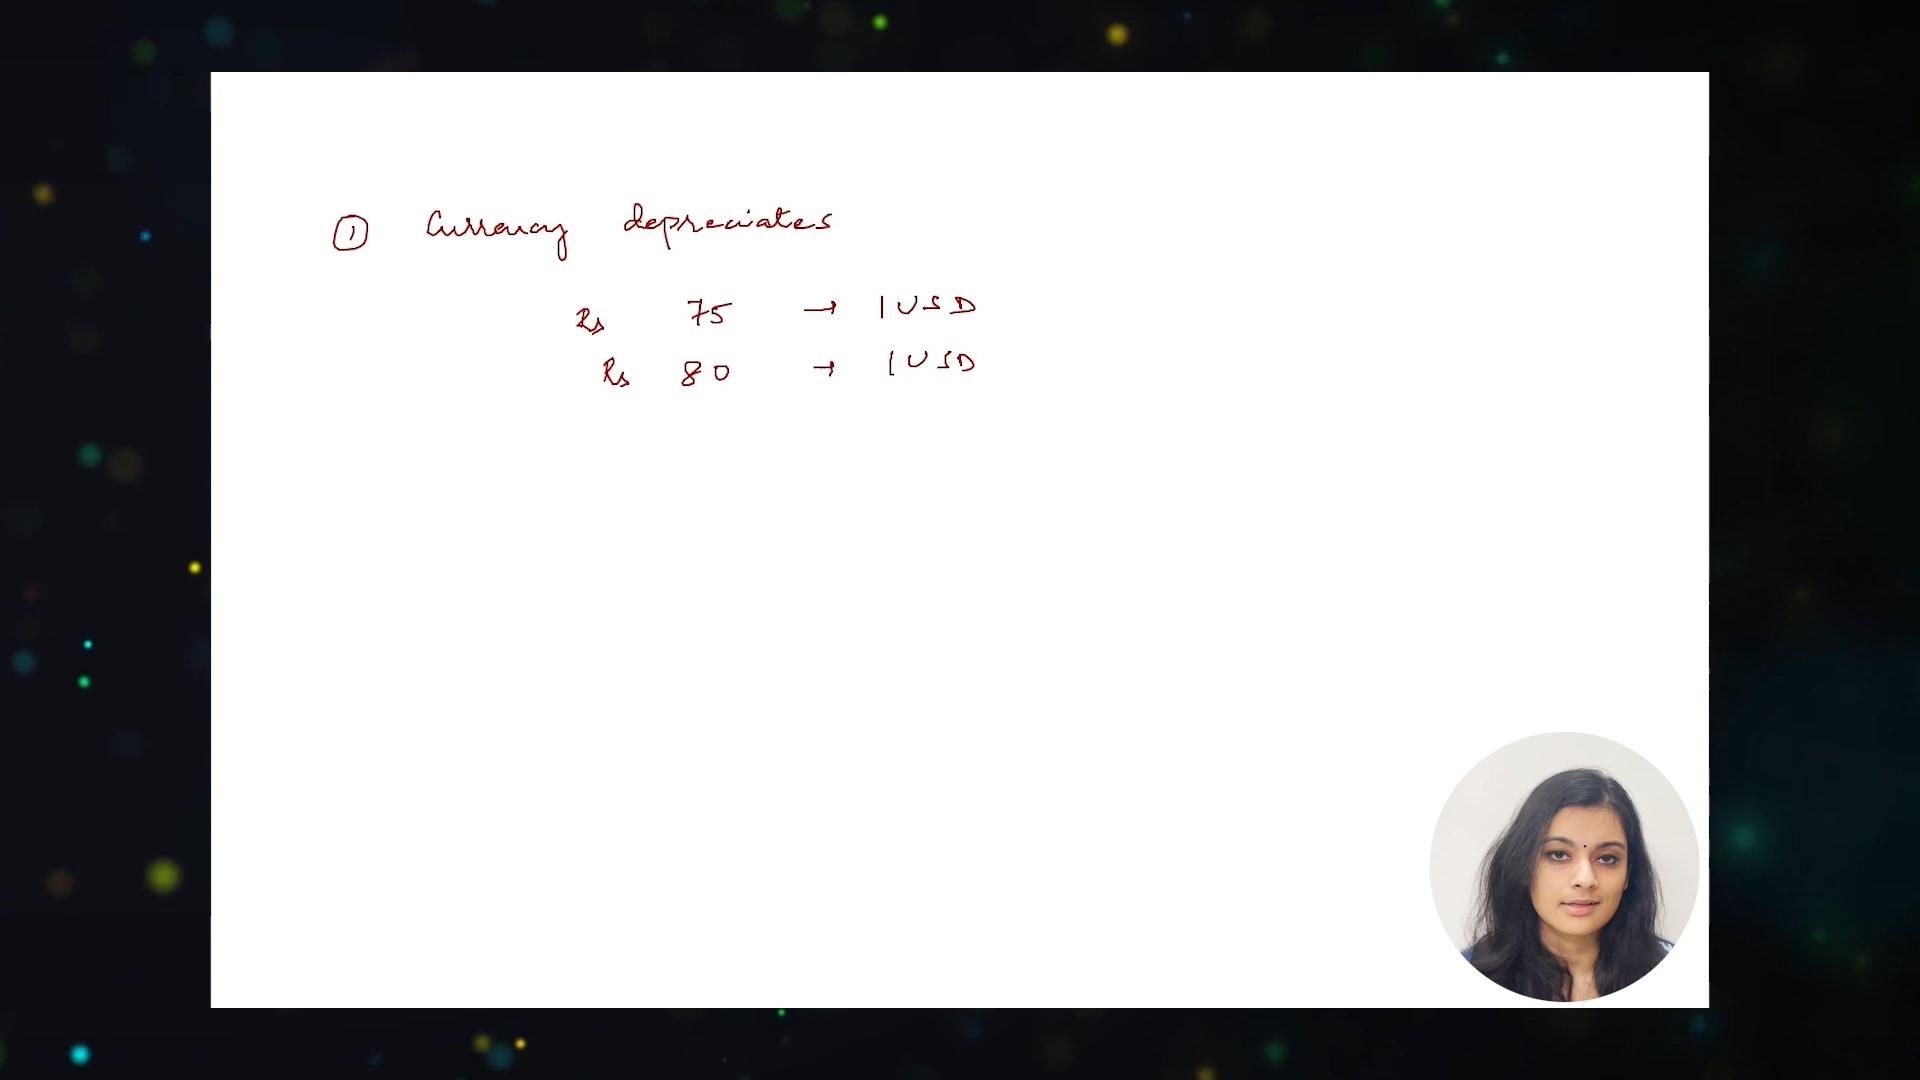 ① Currency depreciates
Rs 75 → 1 USD
Rs 80 → 1 USD